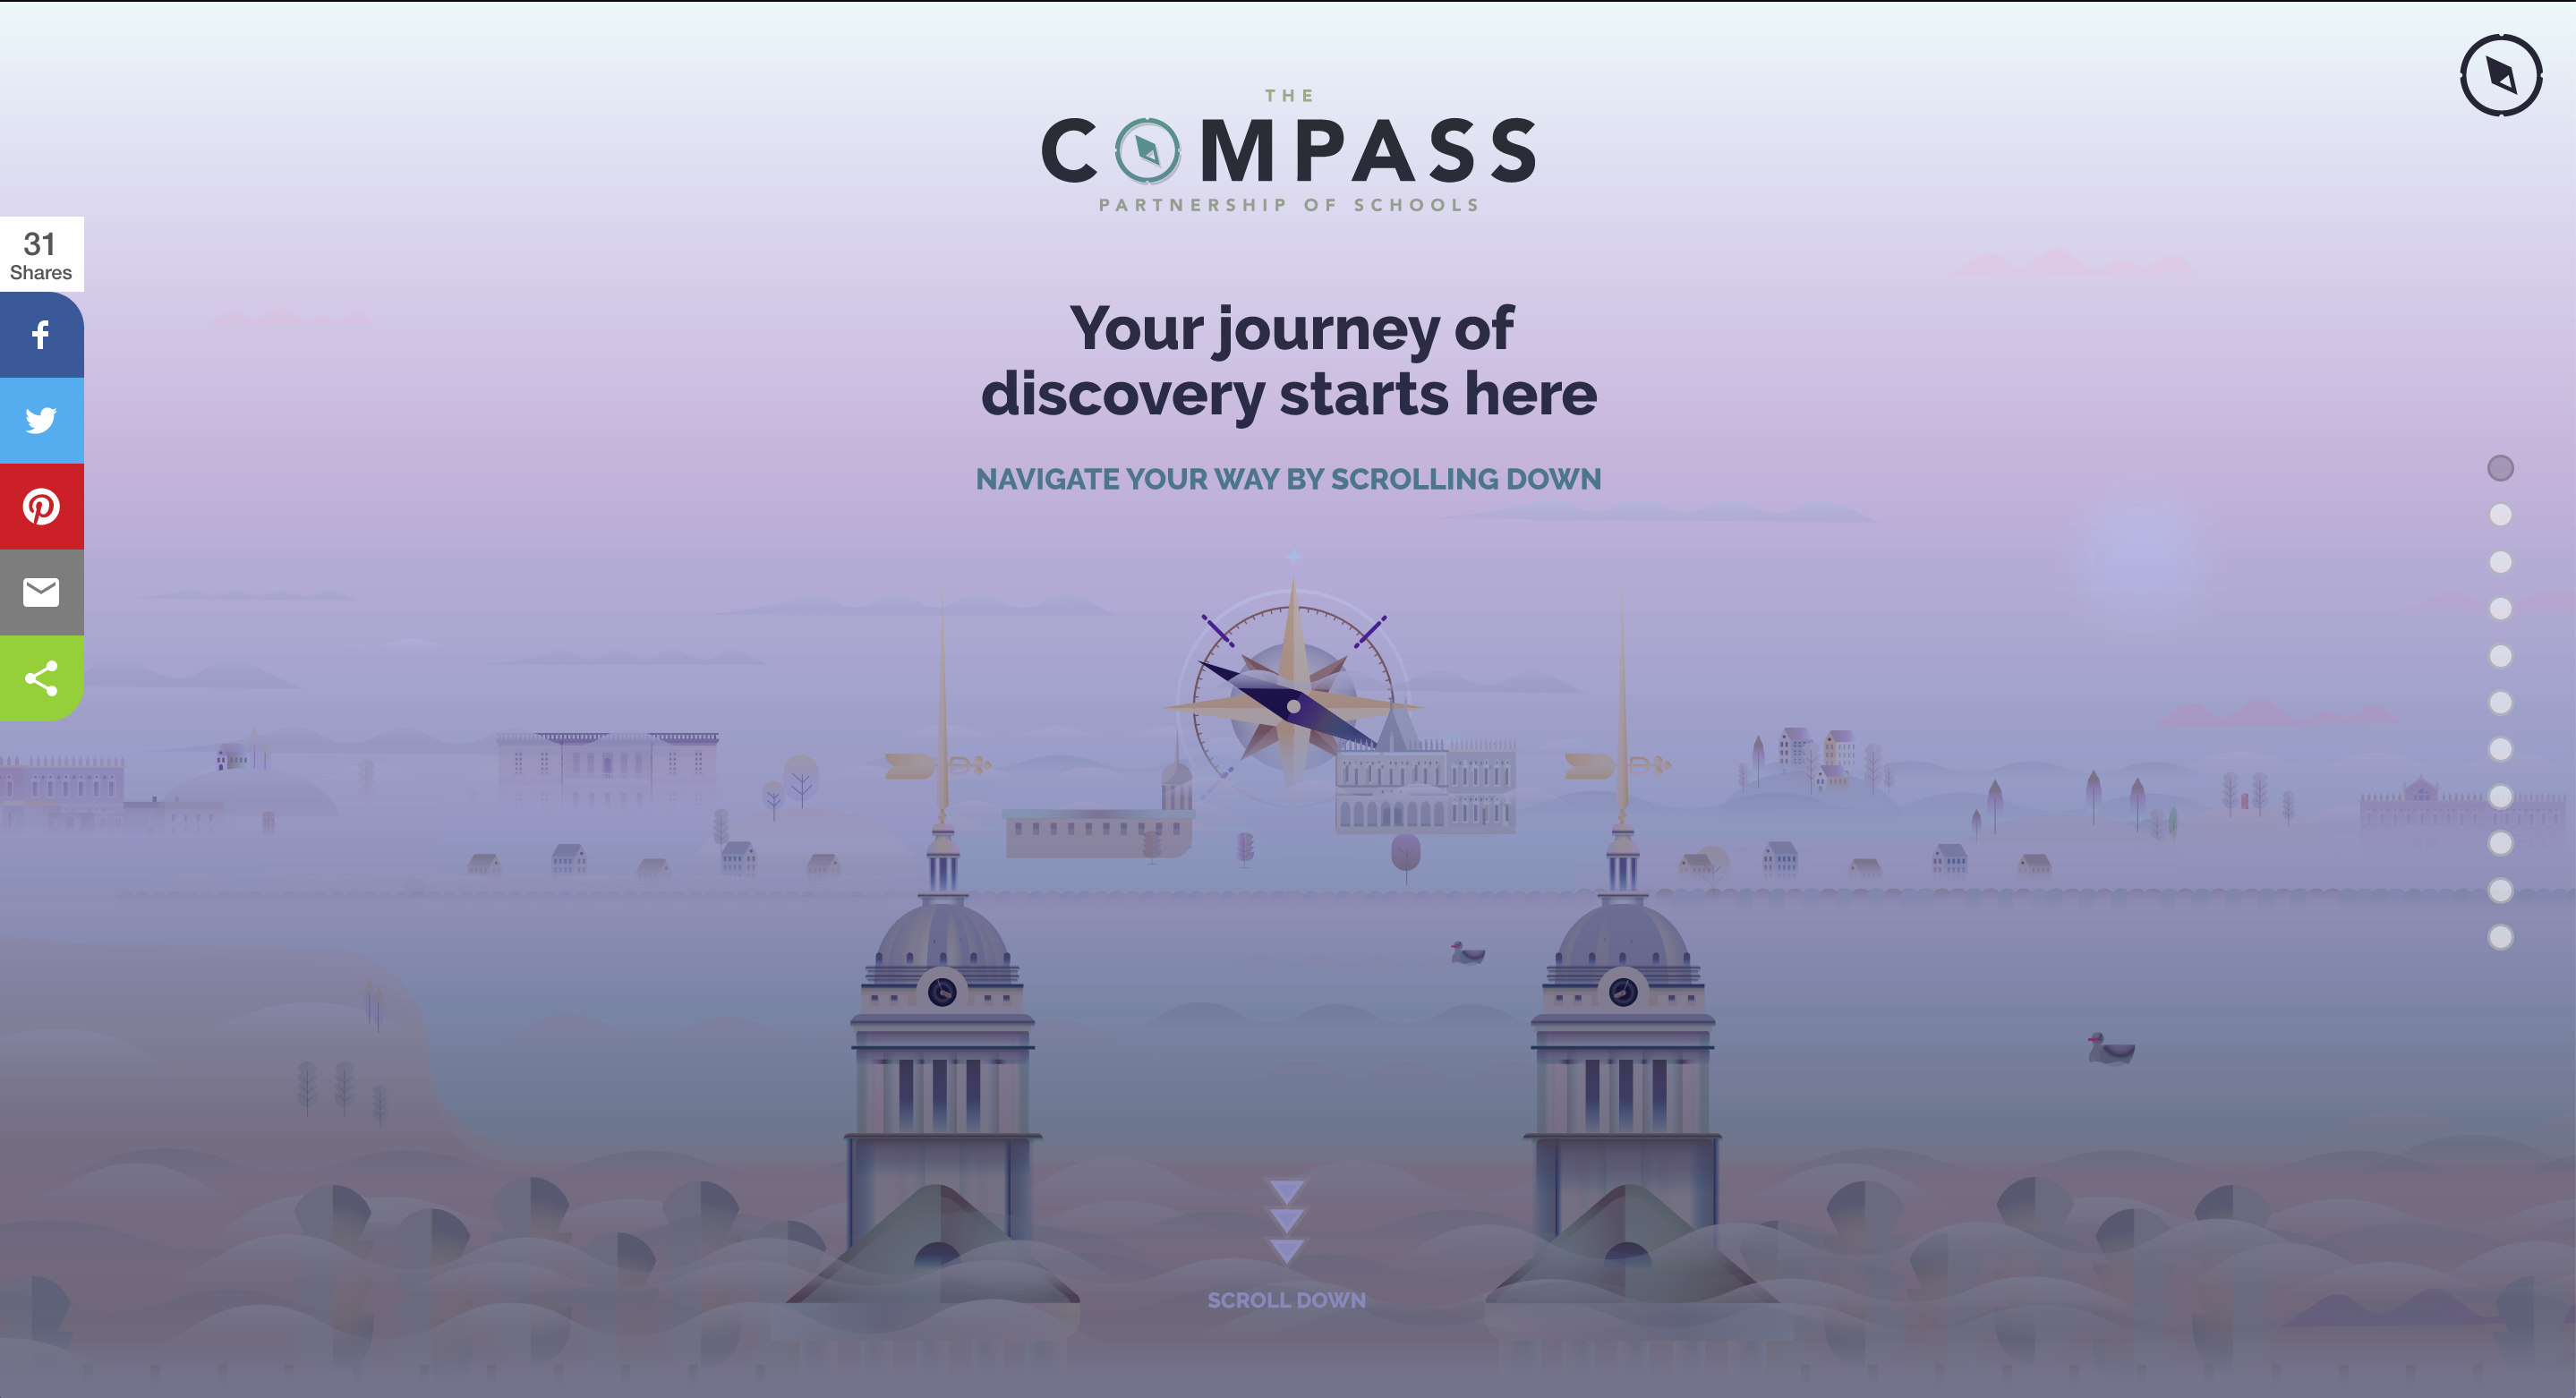 THE
COMPASS
PARTNERSHIP OF SCHOOLS
31
Shares
Your journey of
discovery starts here
NAVIGATE YOUR WAY BY SCROLLING DOWN
SCROLL DOWN